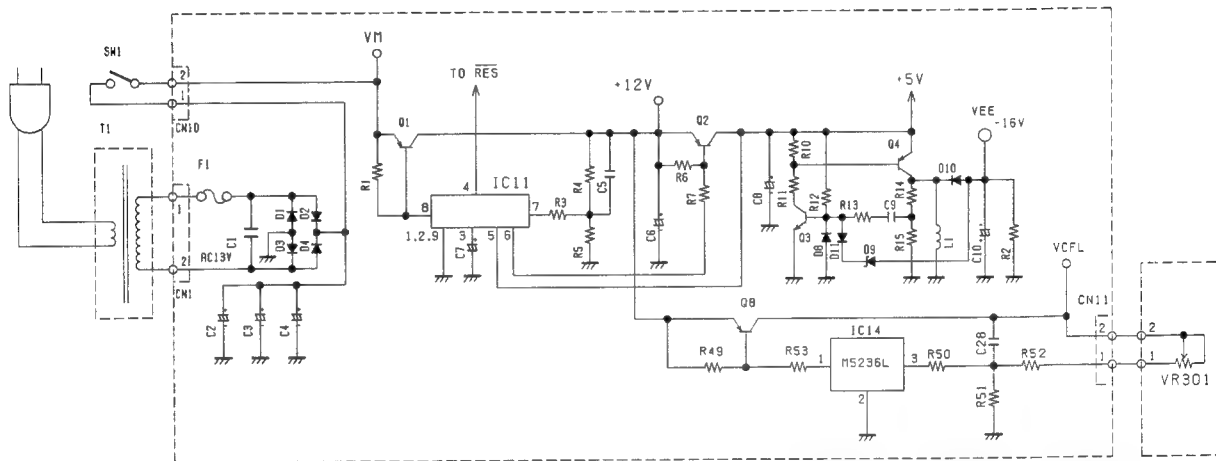 SW1
2
1
CN10
VM
TO RES
Q1
+12V
Q2
+5V
VEE
-16V
T1
F1
1
2
CN1
AC13V
C1
D1
D2
D3
D4
C2
C3
C4
R1
IC11
4
8
7
1.2.9
3
5
6
C7
R3
R4
C5
R5
C6
R6
R7
C8
R10
R11
Q3
R12
D8
D11
R13
C9
D9
Q4
R14
R15
L1
D10
C10
R2
VCFL
Q8
R49
R53
IC14
1
M5236L
3
2
R50
C28
R51
R52
CN11
2
1
2
1
VR301